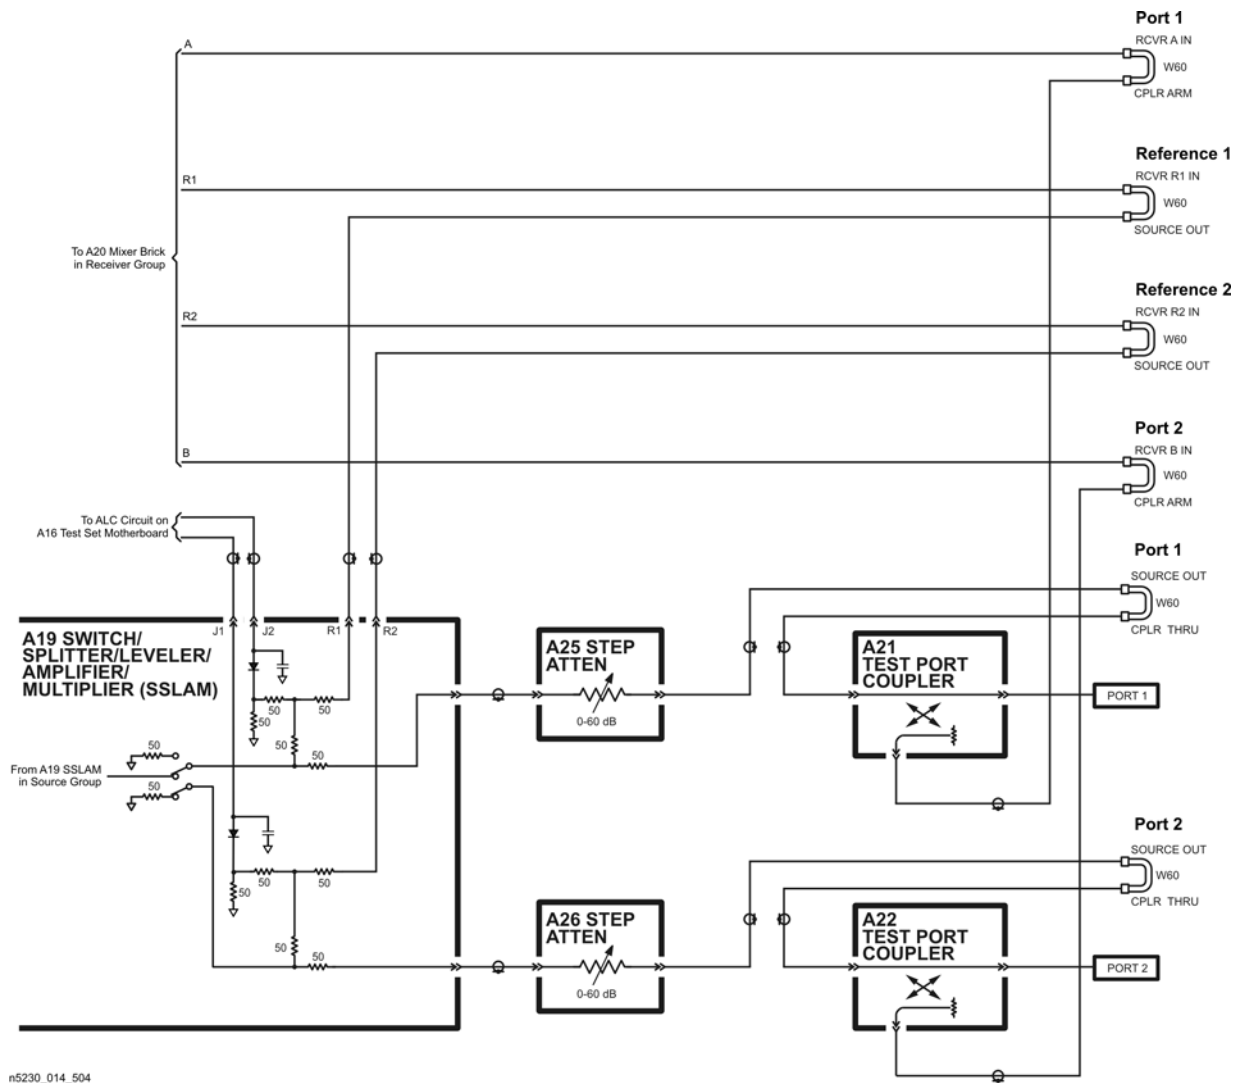 Port 1
RCVR A IN
A
W60
CPLR ARM
Reference 1
RCVR R1 IN
R1
W60
SOURCE OUT
To A20 Mixer Brick
in Receiver Group
Reference 2
RCVR R2 IN
R2
W60
SOURCE OUT
Port 2
RCVR B IN
B
W60
CPLR ARM
To ALC Circuit on
A16 Test Set Motherboard
Port 1
SOURCE OUT
W60
CPLR THRU
J1
J2
R1
R2
A19 SWITCH/
SPLITTER/LEVELER/
AMPLIFIER/
MULTIPLIER (SSLAM)
A25 STEP
ATTEN
0-60 dB
A21
TEST PORT
COUPLER
PORT 1
50
50
50
50
50
50
50
From A19 SSLAM
in Source Group
Port 2
SOURCE OUT
W60
CPLR THRU
50
50
50
50
50
A26 STEP
ATTEN
0-60 dB
A22
TEST PORT
COUPLER
PORT 2
n5230_014_504